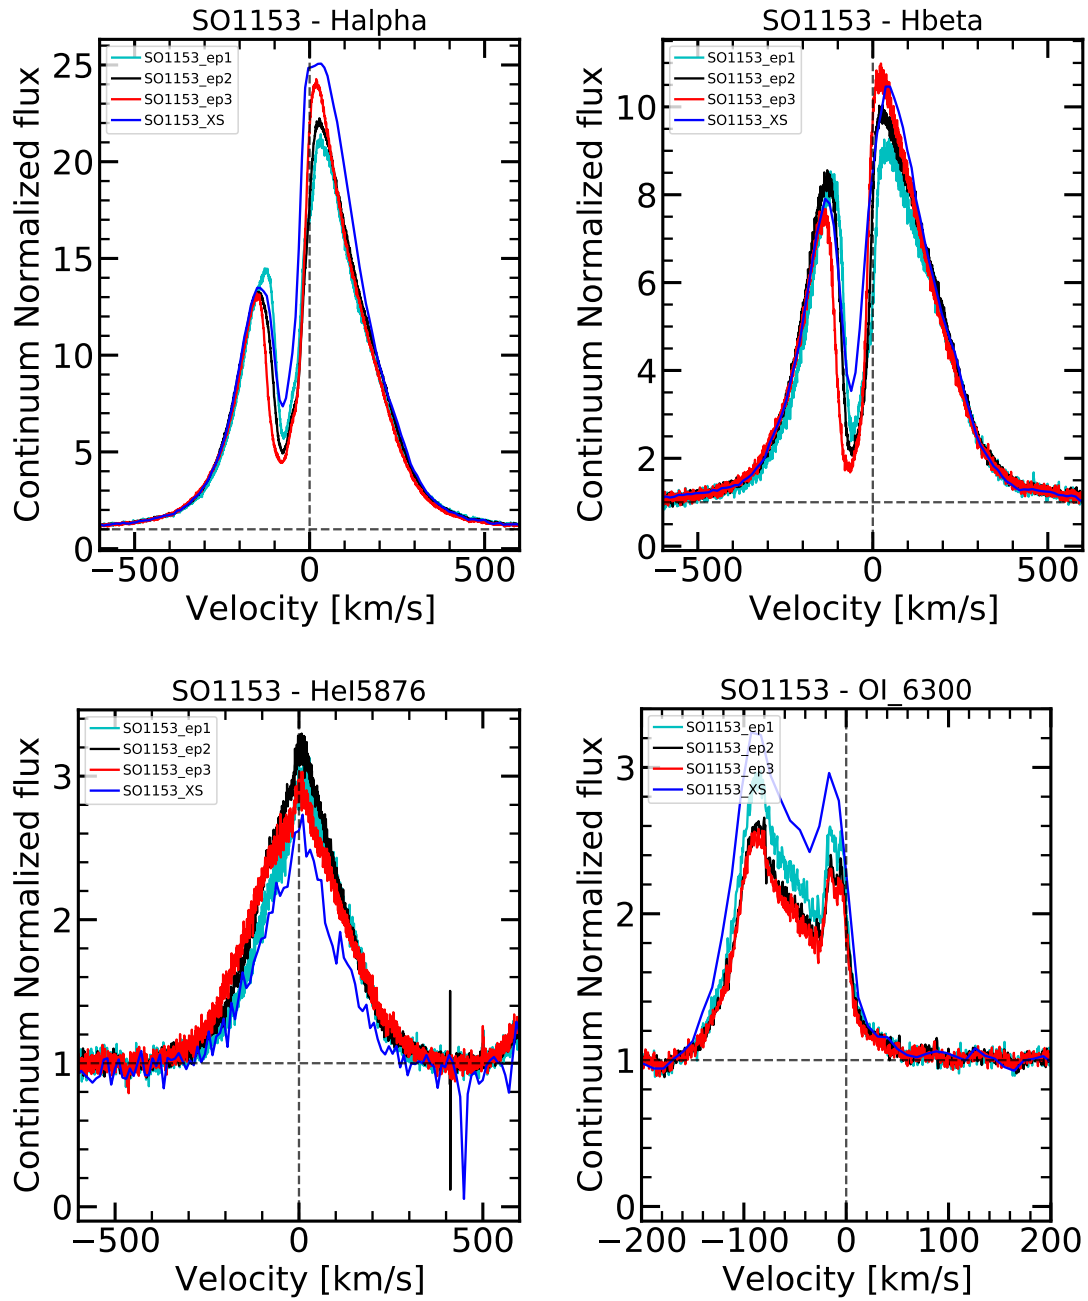 SO1153 - Halpha
SO1153_ep1
SO1153_ep2
SO1153_ep3
SO1153_XS
Continuum Normalized flux
25
20
15
10
5
0
−500 0 500
Velocity [km/s]
SO1153 - Hbeta
SO1153_ep1
SO1153_ep2
SO1153_ep3
SO1153_XS
Continuum Normalized flux
10
8
6
4
2
0
−500 0 500
Velocity [km/s]
SO1153 - HeI5876
SO1153_ep1
SO1153_ep2
SO1153_ep3
SO1153_XS
Continuum Normalized flux
3
2
1
0
−500 0 500
Velocity [km/s]
SO1153 - OI_6300
SO1153_ep1
SO1153_ep2
SO1153_ep3
SO1153_XS
Continuum Normalized flux
3
2
1
0
−200 −100 0 100 200
Velocity [km/s]